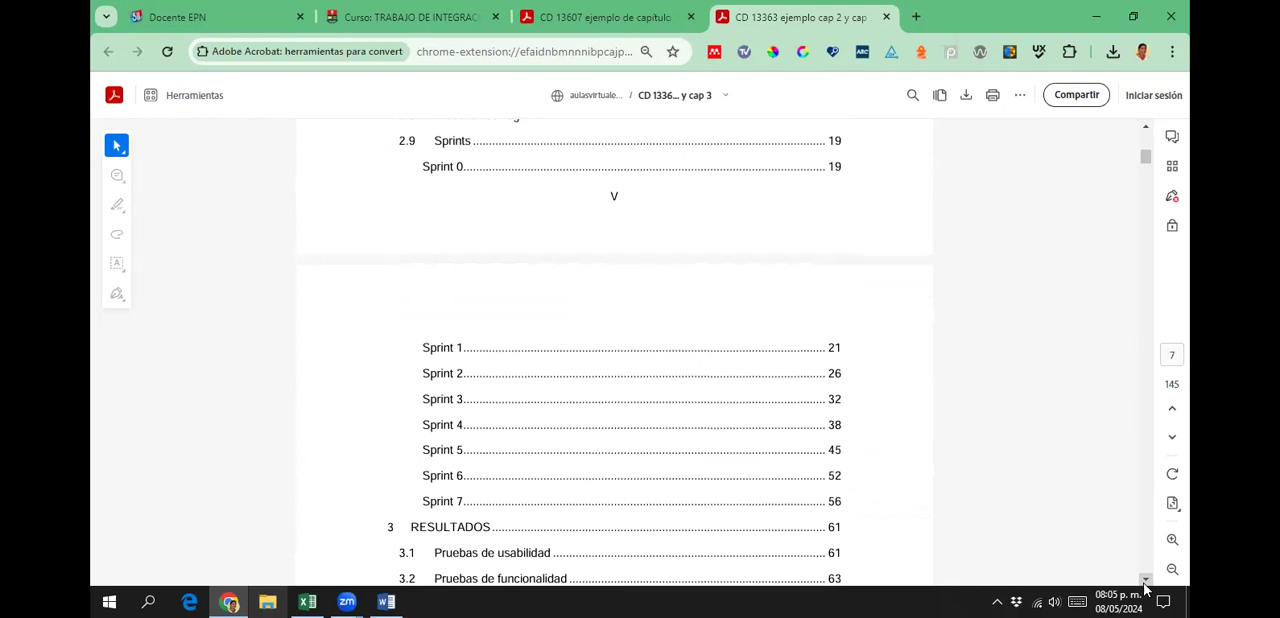 Docente EPN
Curso: TRABAJO DE INTEGRAC
CD 13607 ejemplo de capítulo
CD 13363 ejemplo cap 2 y cap
Adobe Acrobat: herramientas para convert
chrome-extension://efaidnbmnnnibpcajp...
Herramientas
aulasvirtuale... / CD 1336... y cap 3
Compartir
Iniciar sesión
2.9 Sprints 19
Sprint 0 19
V
Sprint 1 21
Sprint 2 26
Sprint 3 32
Sprint 4 38
Sprint 5 45
Sprint 6 52
Sprint 7 56
3 RESULTADOS 61
3.1 Pruebas de usabilidad 61
3.2 Pruebas de funcionalidad 63
7
145
08:05 p. m.
08/05/2024